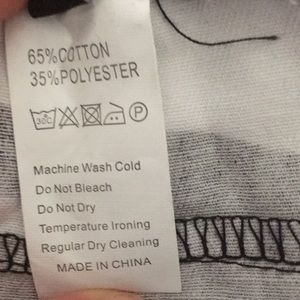 65%COTTON
35%POLYESTER
30C P
Machine Wash Cold
Do Not Bleach
Do Not Dry
Temperature Ironing
Regular Dry Cleaning
MADE IN CHINA